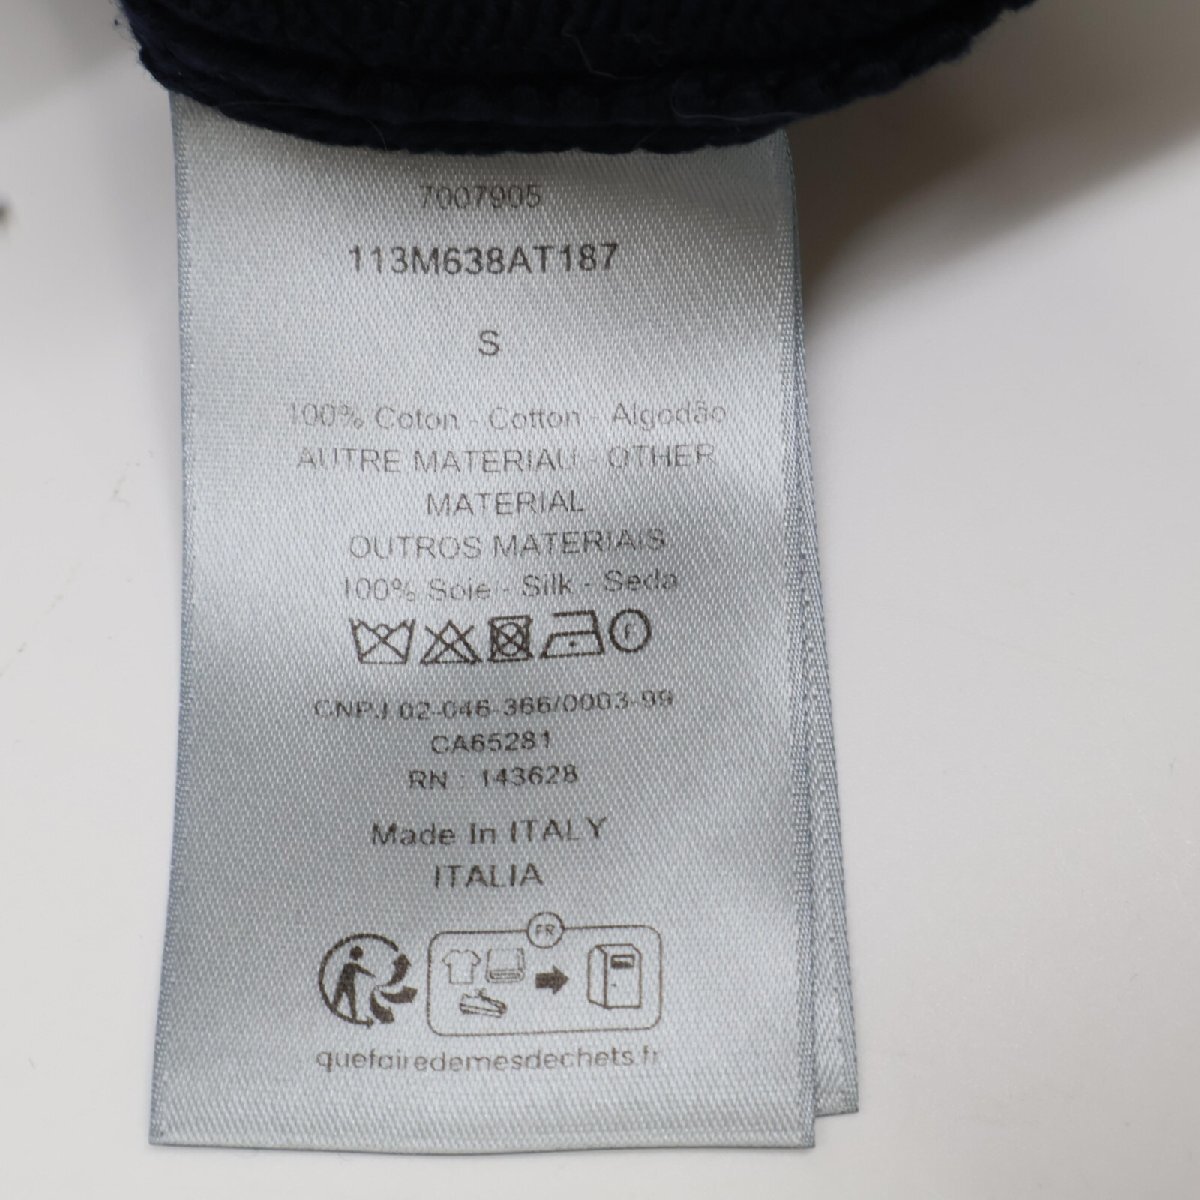 7007905
113M638AT187
S
100% Coton - Cotton - Algodão
AUTRE MATERIAU - OTHER
MATERIAL
OUTROS MATERIAIS
100% Soie - Silk - Seda
F
CNPJ 02-046-366/0003-99
CA65281
RN : 143628
Made In ITALY
ITALIA
FR
quefairedemesdechets.fr